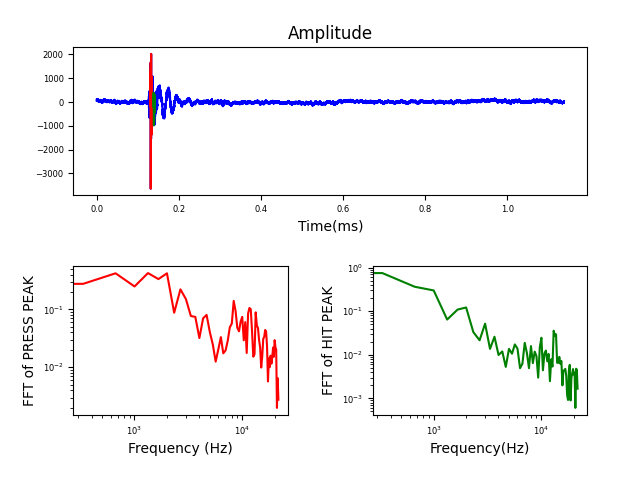 Amplitude
2000
1000
0
−1000
−2000
−3000
0.0 0.2 0.4 0.6 0.8 1.0
Time(ms)
FFT of PRESS PEAK
10⁻¹
10⁻²
10³ 10⁴
Frequency (Hz)
FFT of HIT PEAK
10⁰
10⁻¹
10⁻²
10⁻³
10³ 10⁴
Frequency(Hz)